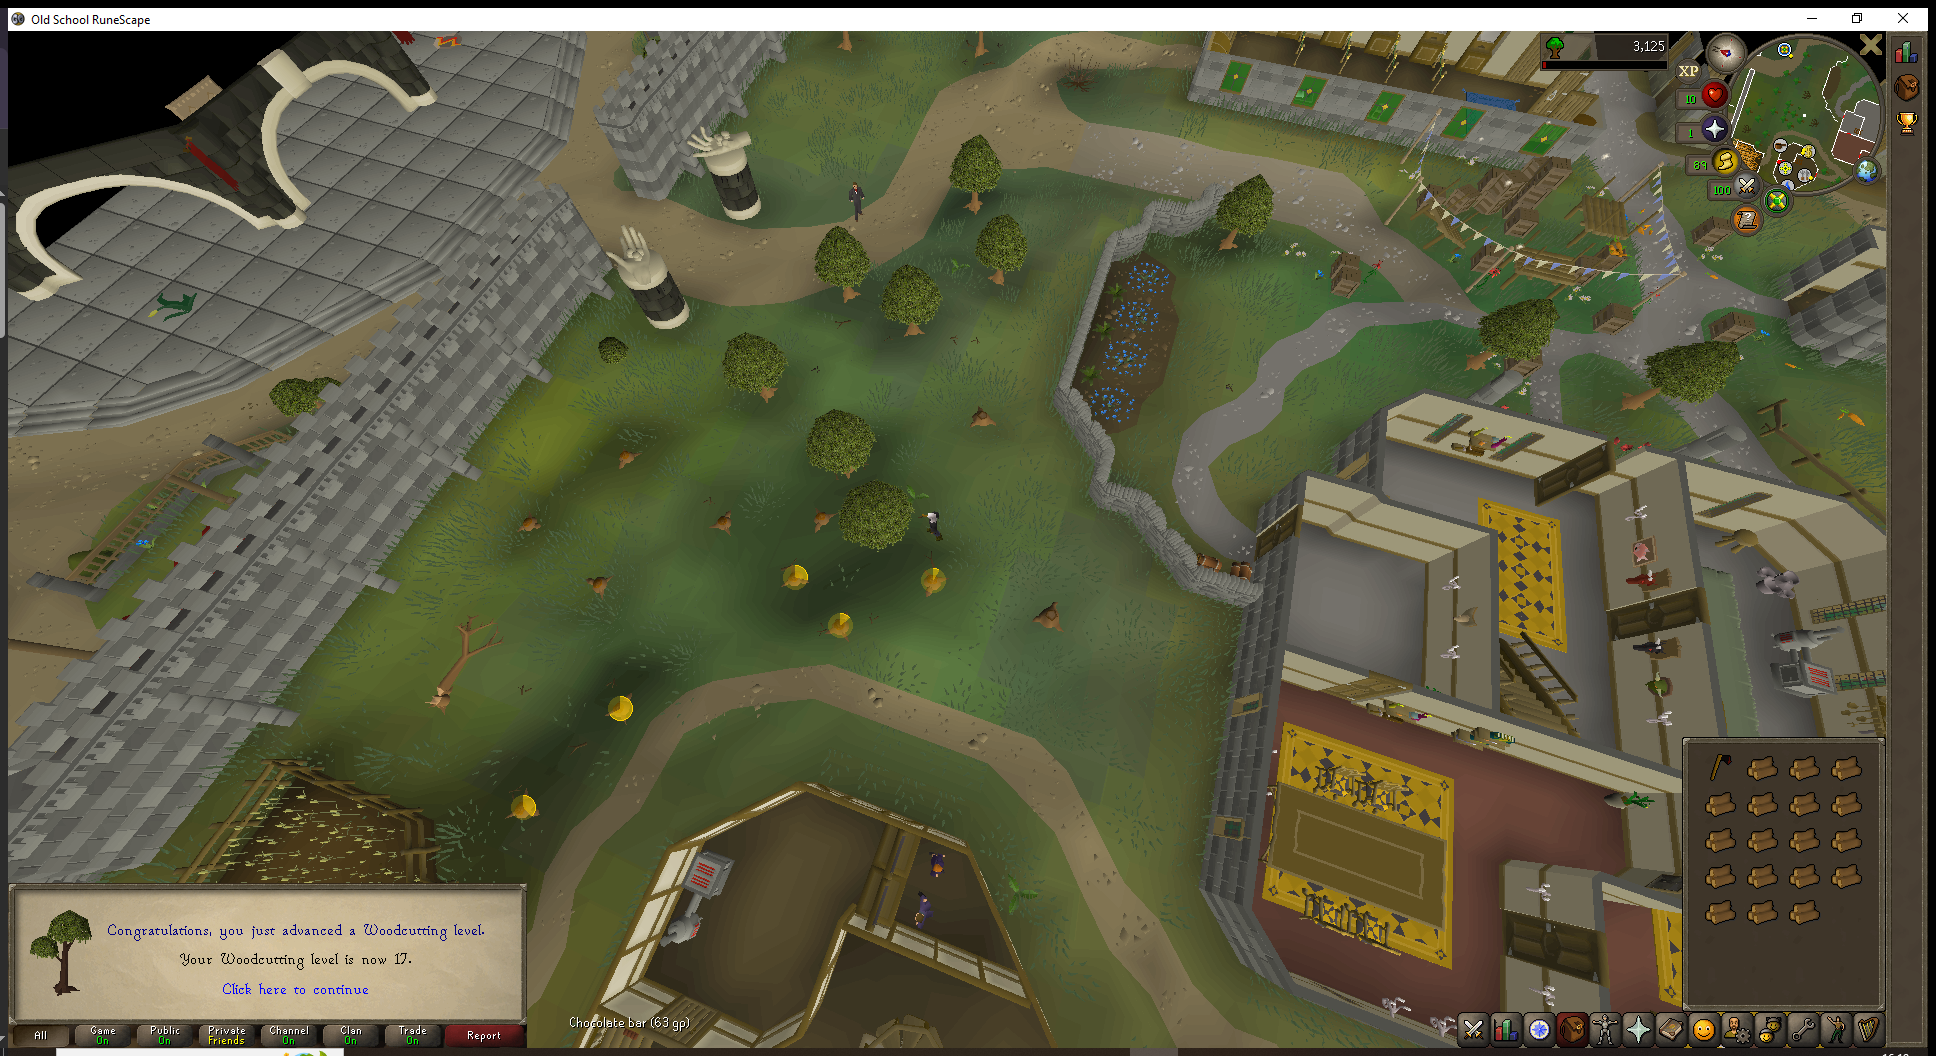 Old School RuneScape
3,125
XP
10
1
89
100
Congratulations, you just advanced a Woodcutting level.
Your Woodcutting level is now 17.
Click here to continue
Chocolate bar (63 gp)
All
Game
On
Public
On
Private
Friends
Channel
On
Clan
On
Trade
On
Report